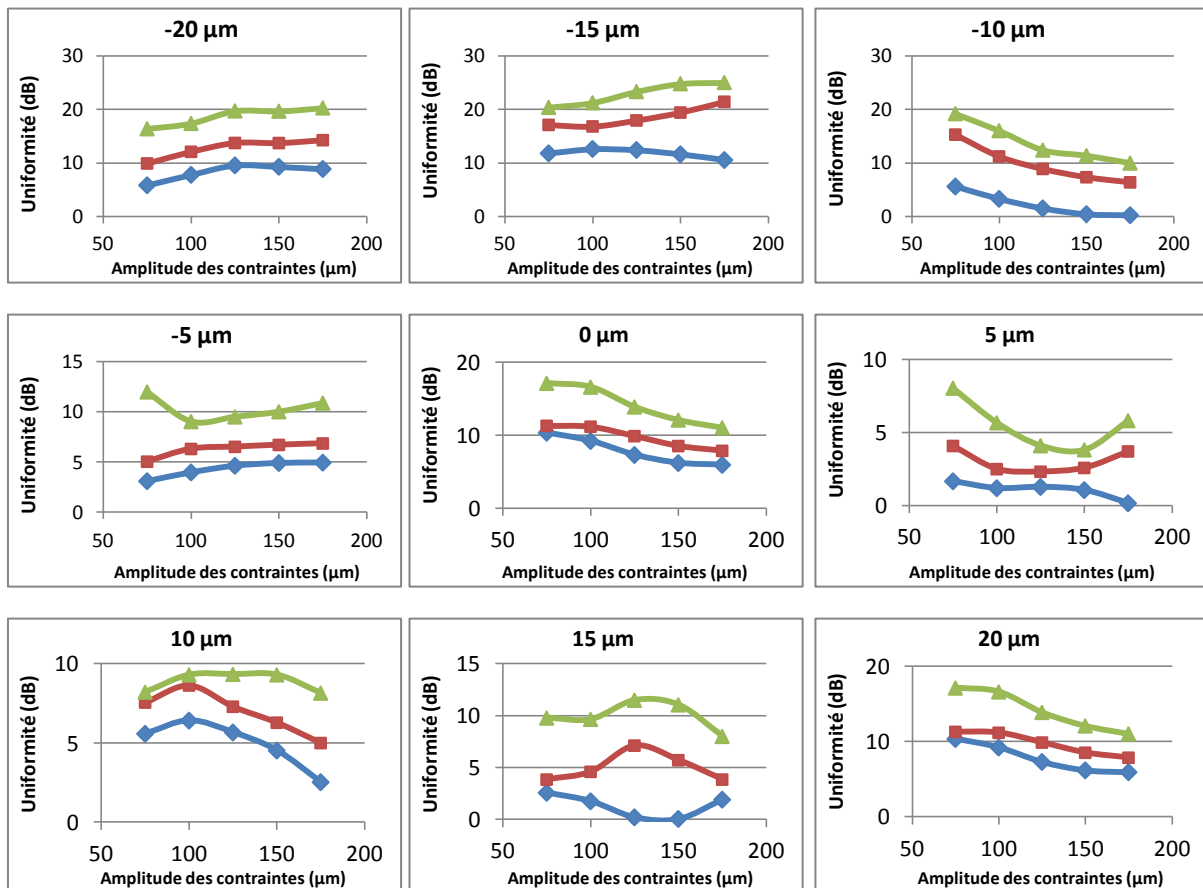 -20 µm
Uniformité (dB)
30
20
10
0
50 100 150 200
Amplitude des contraintes (µm)
-15 µm
Uniformité (dB)
30
20
10
0
50 100 150 200
Amplitude des contraintes (µm)
-10 µm
Uniformité (dB)
30
20
10
0
50 100 150 200
Amplitude des contraintes (µm)
-5 µm
Uniformité (dB)
15
10
5
0
50 100 150 200
Amplitude des contraintes (µm)
0 µm
Uniformité (dB)
20
10
0
50 100 150 200
Amplitude des contraintes (µm)
5 µm
Uniformité (dB)
10
5
0
50 100 150 200
Amplitude des contraintes (µm)
10 µm
Uniformité (dB)
10
5
0
50 100 150 200
Amplitude des contraintes (µm)
15 µm
Uniformité (dB)
15
10
5
0
50 100 150 200
Amplitude des contraintes (µm)
20 µm
Uniformité (dB)
20
10
0
50 100 150 200
Amplitude des contraintes (µm)